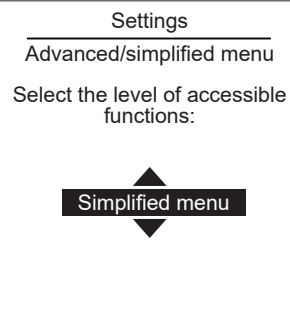 Settings
Advanced/simplified menu
Select the level of accessible
functions:
Simplified menu